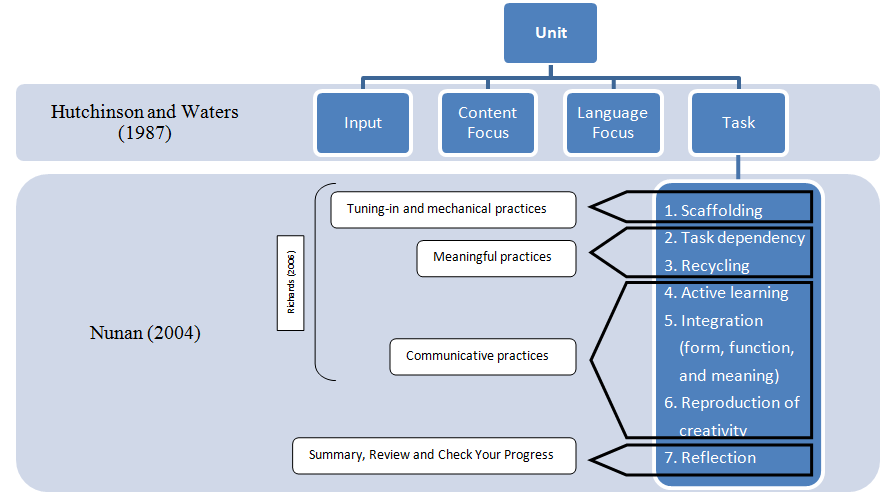 Unit
Hutchinson and Waters
(1987)
Input
Content
Focus
Language
Focus
Task
Nunan (2004)
Richards (2006)
Tuning-in and mechanical practices
Meaningful practices
Communicative practices
Summary, Review and Check Your Progress
1. Scaffolding
2. Task dependency
3. Recycling
4. Active learning
5. Integration
(form, function,
and meaning)
6. Reproduction of
creativity
7. Reflection